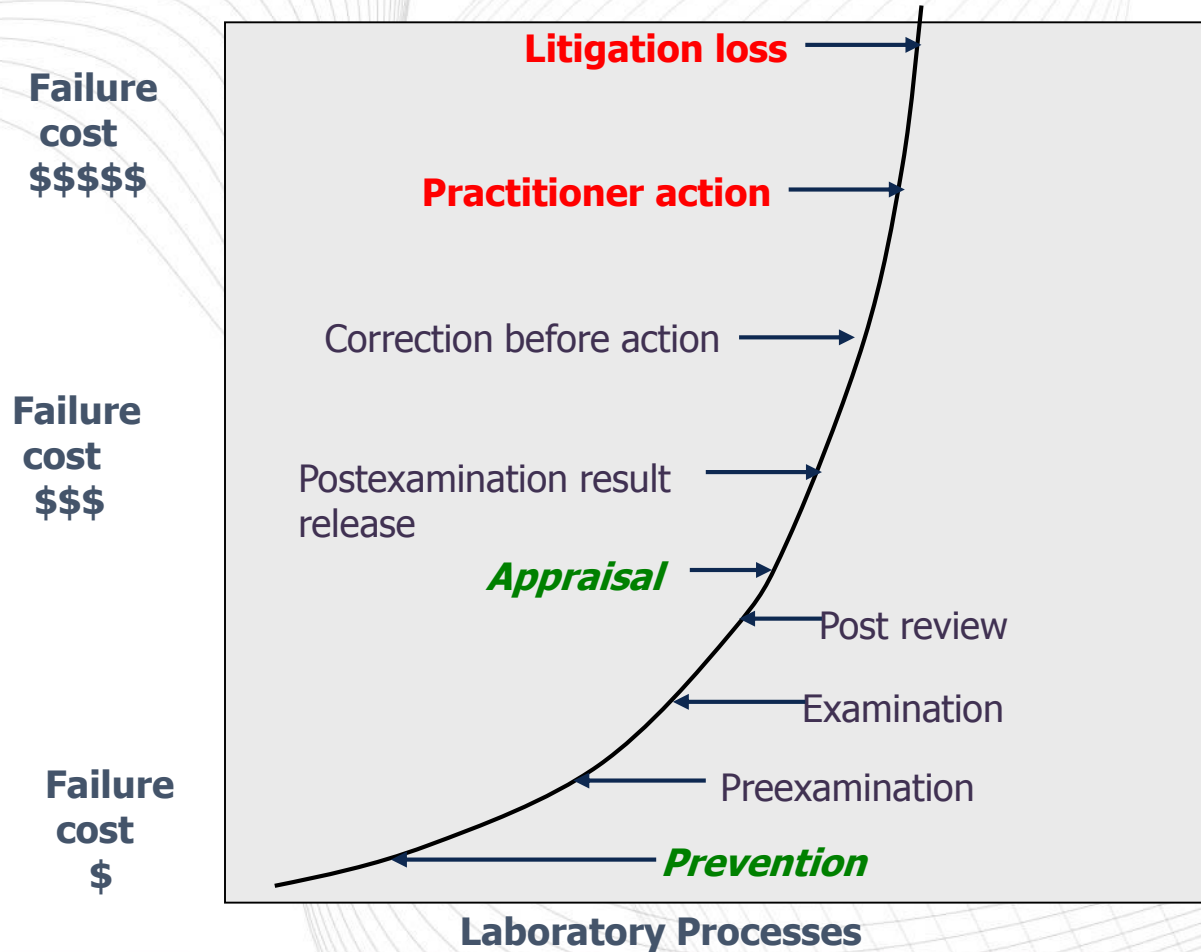 Litigation loss
Failure
cost
$$$$$
Practitioner action
Correction before action
Failure
cost
$$$
Postexamination result
release
Appraisal
Post review
Examination
Failure
cost
$
Preexamination
Prevention
Laboratory Processes